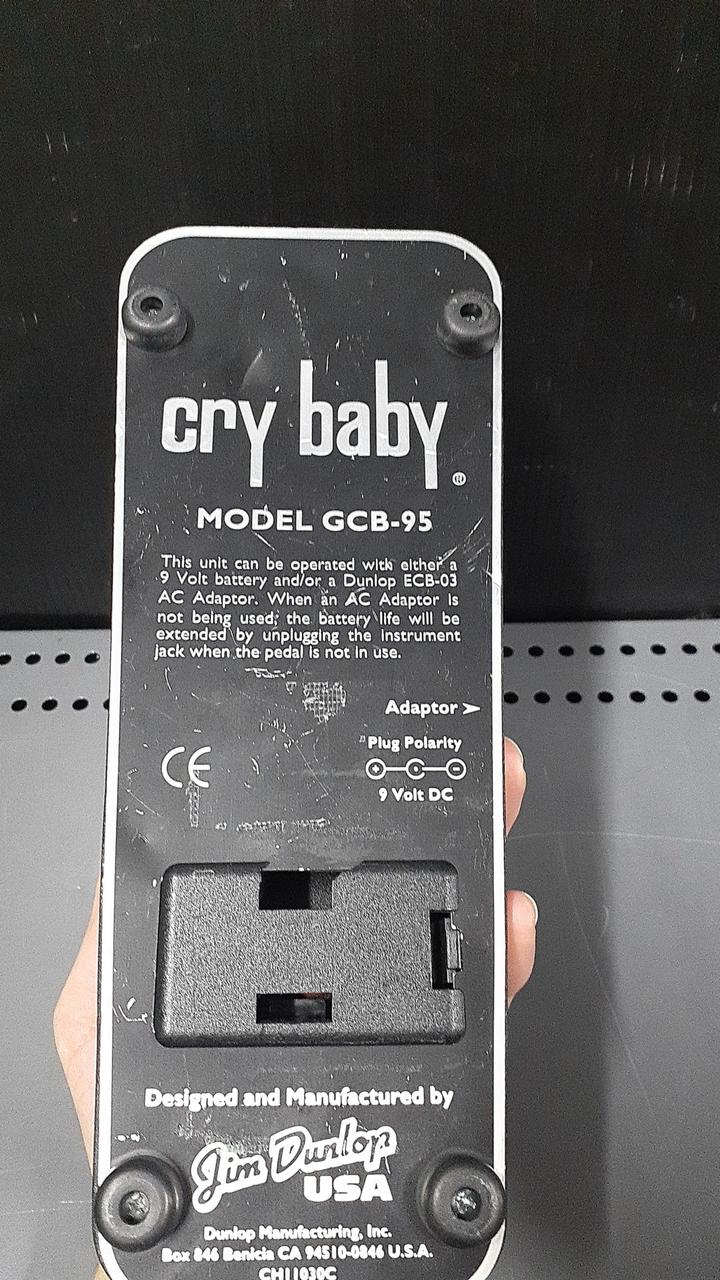 cry baby®
MODEL GCB-95
This unit can be operated with either a
9 Volt battery and/or a Dunlop ECB-03
AC Adaptor. When an AC Adaptor is
not being used; the battery life will be
extended by unplugging the instrument
jack when the pedal is not in use.
Adaptor ➤
Plug Polarity
+ C -
9 Volt DC
CE
Designed and Manufactured by
Jim Dunlop
USA
Dunlop Manufacturing, Inc.
Box 846 Benicia CA 94510-0846 U.S.A.
CH11030C